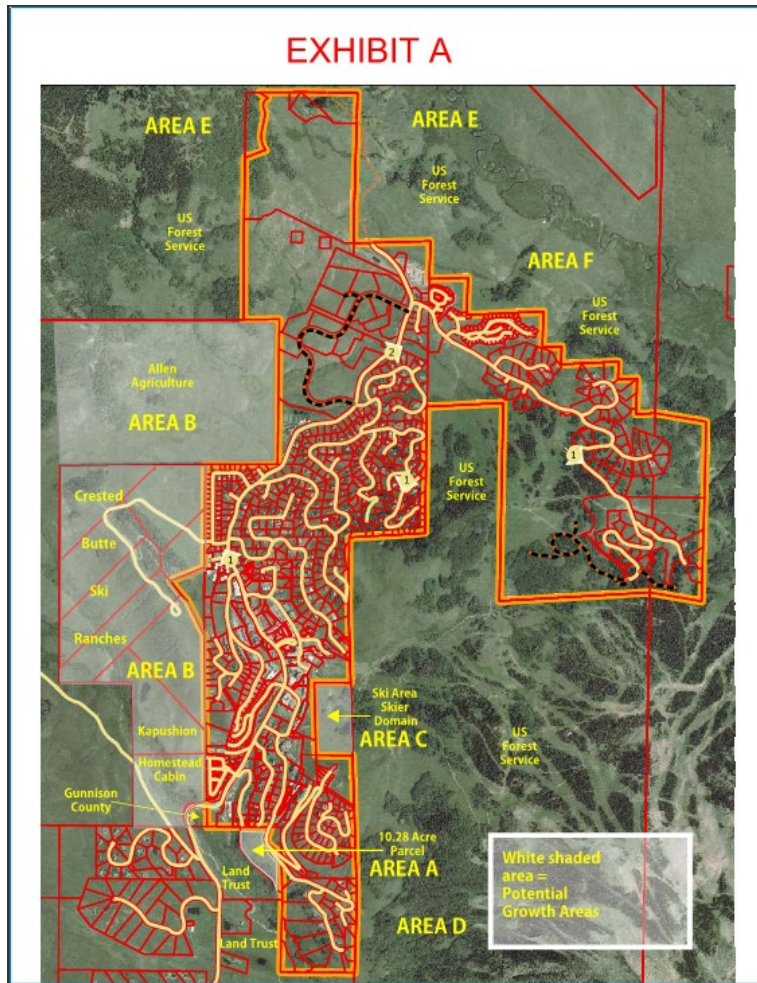 EXHIBIT A
AREA E
AREA E
US
Forest
Service
US
Forest
Service
AREA F
US
Forest
Service
2
Allen
Agriculture
AREA B
1
US
Forest
Service
1
Crested
Butte
Ski
Ranches
1
AREA B
Ski Area
Skier
Domain
AREA C
US
Forest
Service
Kapushion
Homestead
Cabin
Gunnison
County
10.28 Acre
Parcel
AREA A
Land
Trust
Land Trust
AREA D
White shaded
area =
Potential
Growth Areas